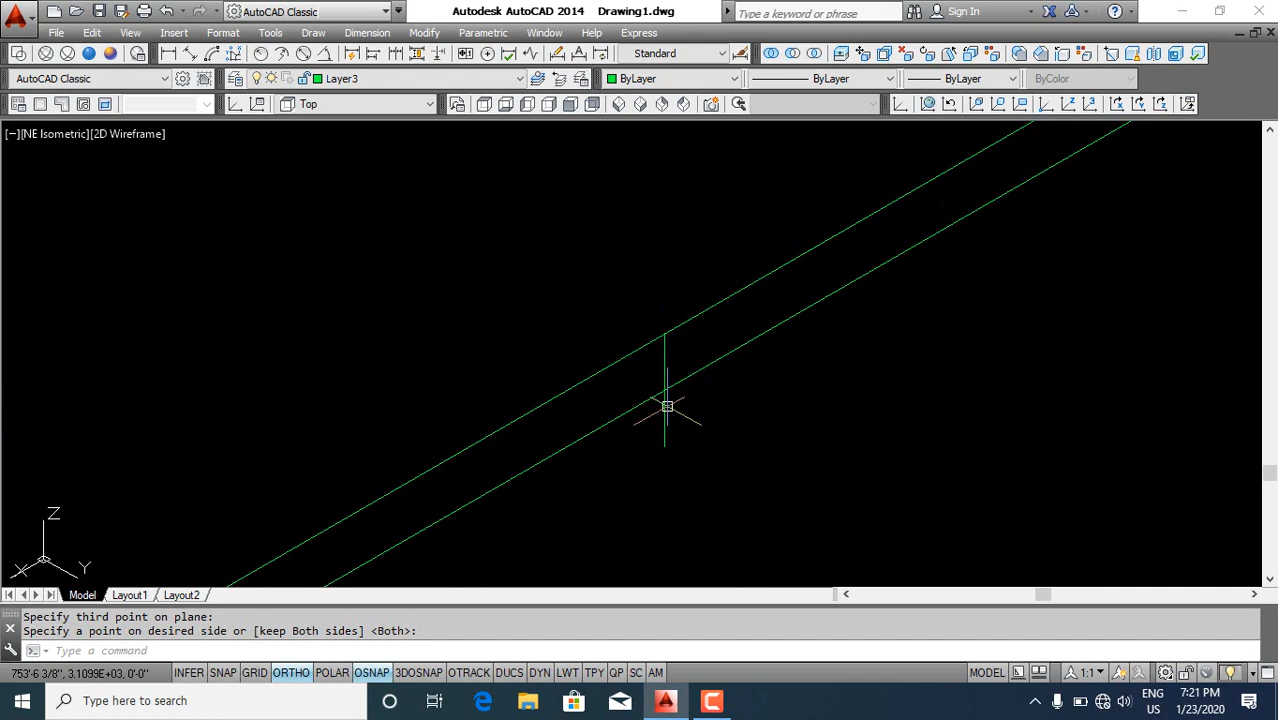 AutoCAD Classic
Autodesk AutoCAD 2014 Drawing1.dwg
Type a keyword or phrase
Sign In
File Edit View Insert Format Tools Draw Dimension Modify Parametric Window Help Express
Standard
AutoCAD Classic
Layer3
ByLayer
ByLayer
ByLayer
ByColor
Top
[−][NE Isometric][2D Wireframe]
Z
X
Y
Model Layout1 Layout2
Specify third point on plane:
Specify a point on desired side or [keep Both sides] <Both>:
Type a command
753'-6 3/8", 3.1099E+03, 0'-0"
INFER SNAP GRID ORTHO POLAR OSNAP 3DOSNAP OTRACK DUCS DYN LWT TPY QP SC AM
MODEL
1:1
Type here to search
ENG
US
7:21 PM
1/23/2020